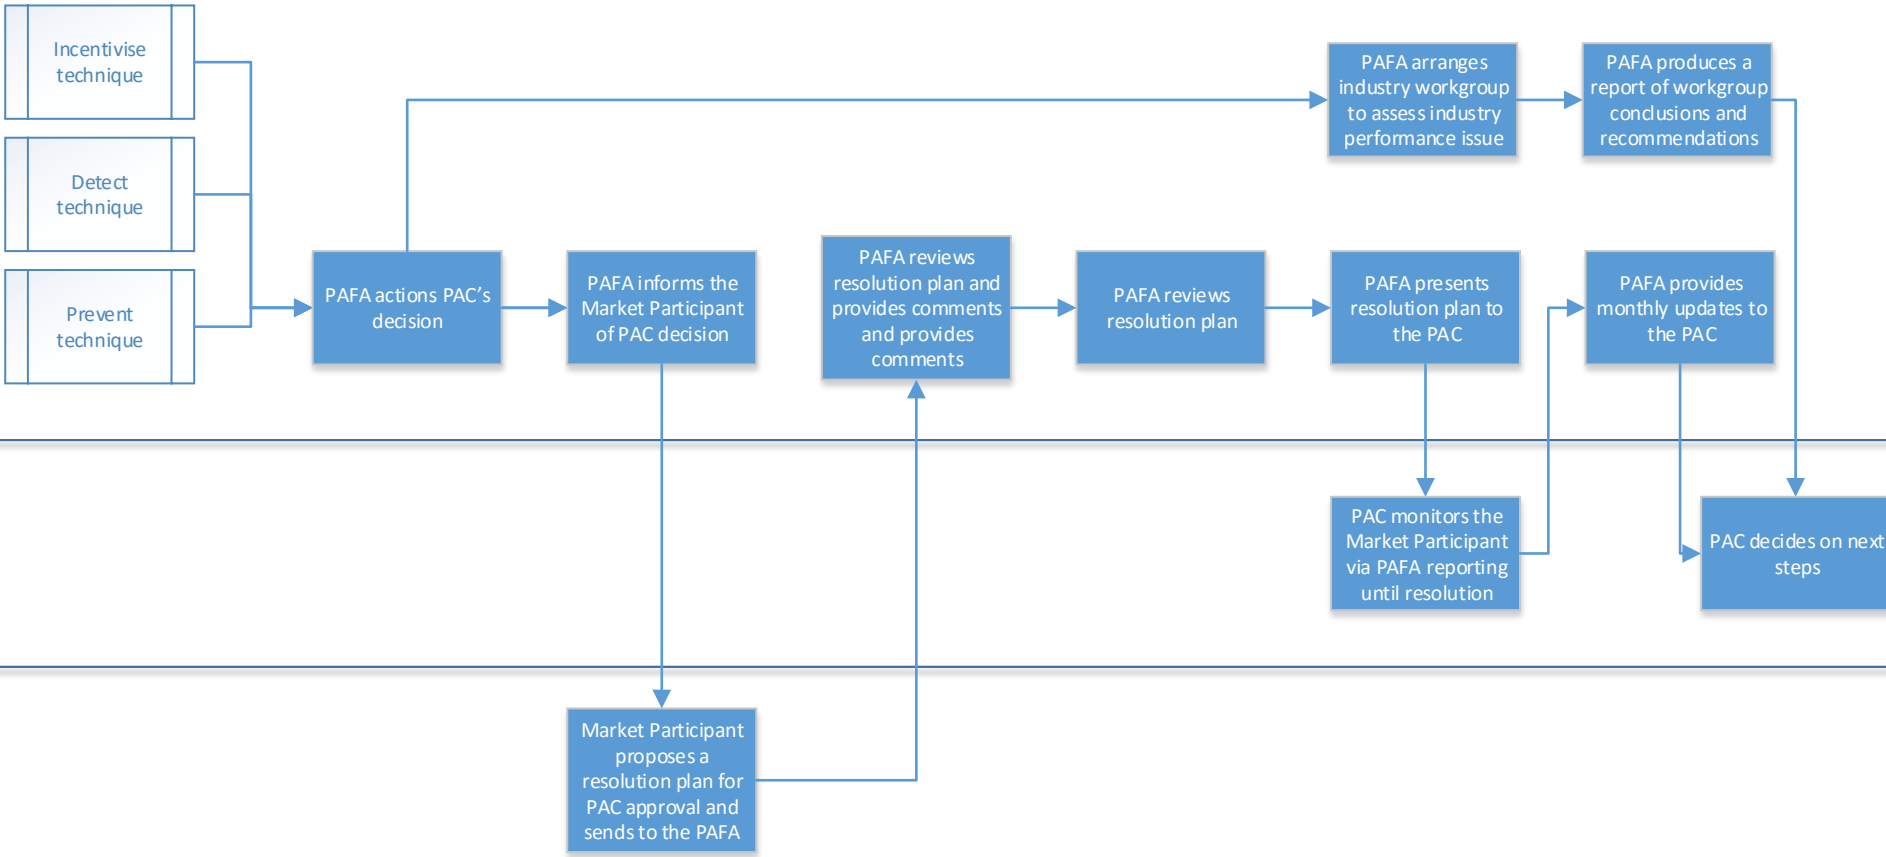 Incentivise
technique
Detect
technique
Prevent
technique
PAFA actions PAC’s
decision
PAFA informs the
Market Participant
of PAC decision
PAFA reviews
resolution plan and
provides comments
and provides
comments
PAFA reviews
resolution plan
PAFA presents
resolution plan to
the PAC
PAFA provides
monthly updates to
the PAC
PAFA arranges
industry workgroup
to assess industry
performance issue
PAFA produces a
report of workgroup
conclusions and
recommendations
PAC monitors the
Market Participant
via PAFA reporting
until resolution
PAC decides on next
steps
Market Participant
proposes a
resolution plan for
PAC approval and
sends to the PAFA